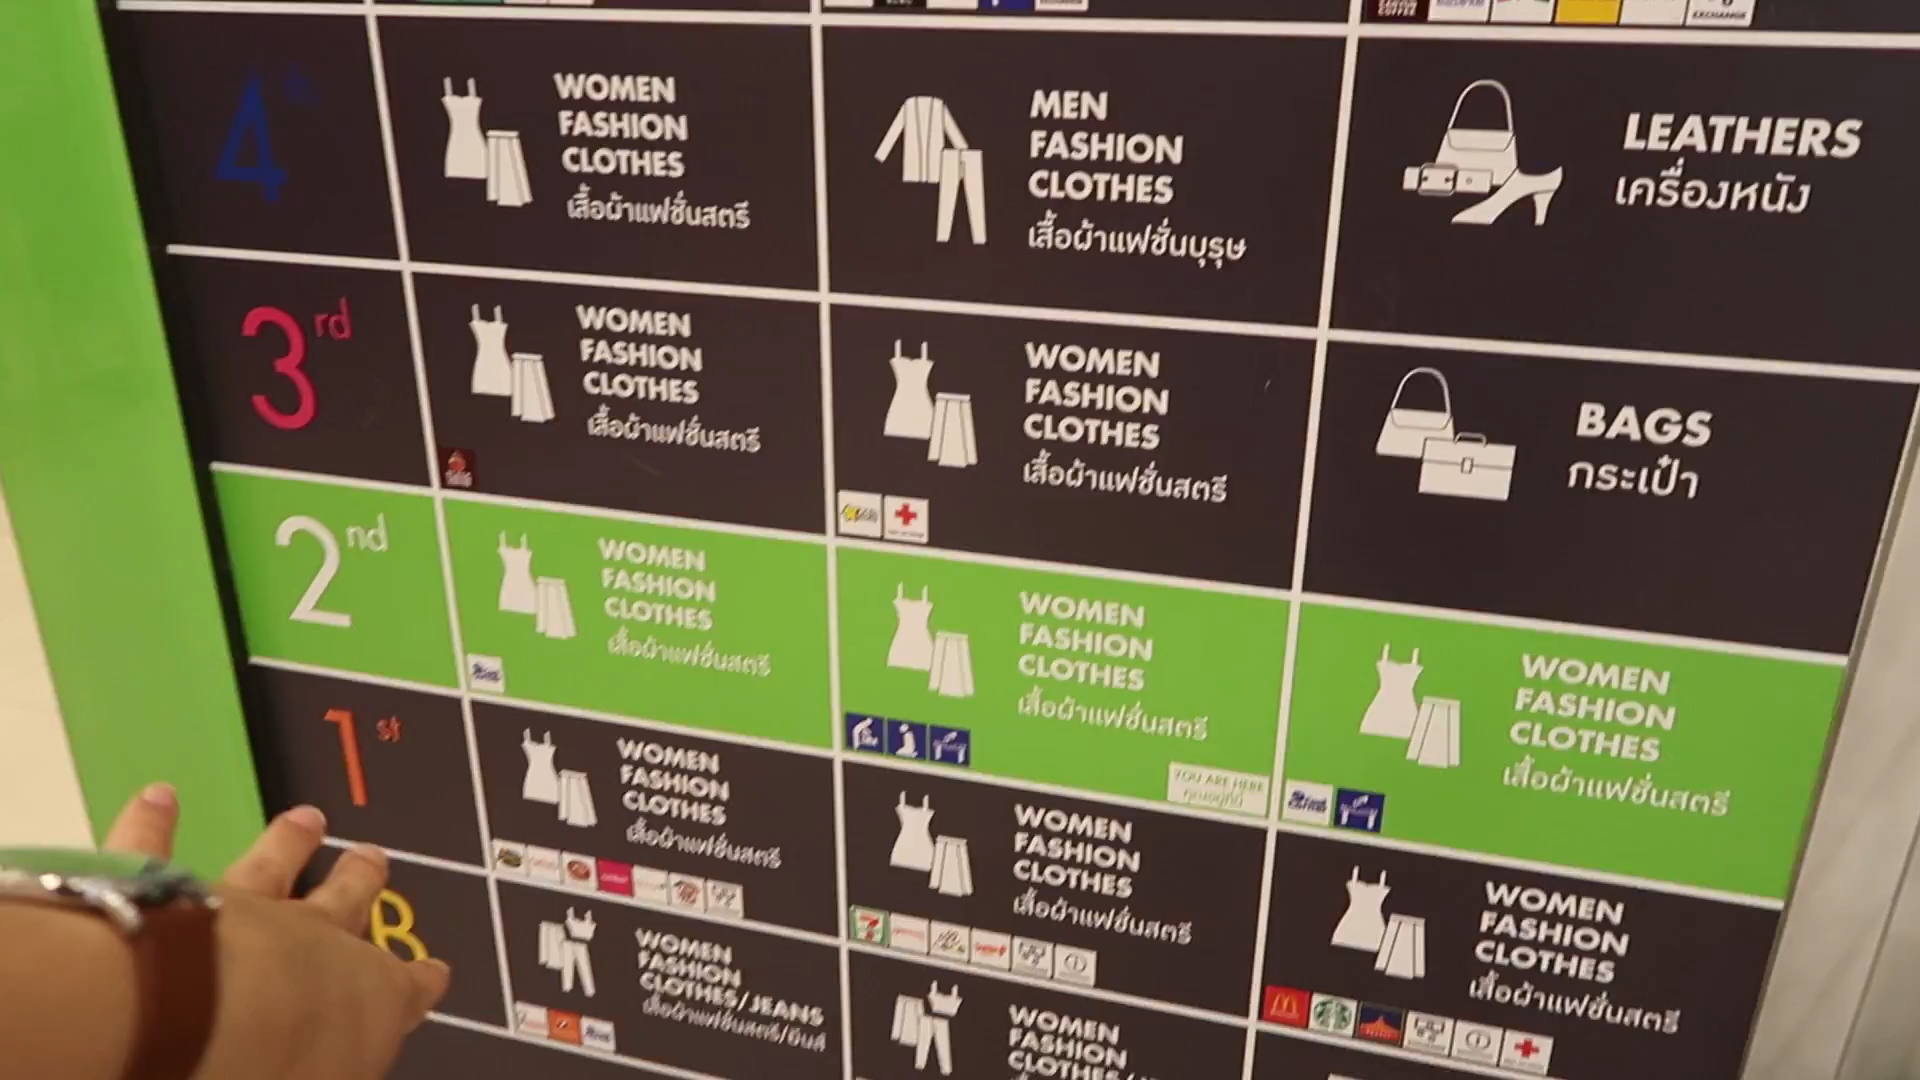 EXCHANGE
4th
WOMEN
FASHION
CLOTHES
เสื้อผ้าแฟชั่นสตรี
MEN
FASHION
CLOTHES
เสื้อผ้าแฟชั่นบุรุษ
LEATHERS
เครื่องหนัง
3rd
WOMEN
FASHION
CLOTHES
เสื้อผ้าแฟชั่นสตรี
WOMEN
FASHION
CLOTHES
เสื้อผ้าแฟชั่นสตรี
BAGS
กระเป๋า
2nd
WOMEN
FASHION
CLOTHES
เสื้อผ้าแฟชั่นสตรี
WOMEN
FASHION
CLOTHES
เสื้อผ้าแฟชั่นสตรี
YOU ARE HERE
คุณอยู่ที่นี่
WOMEN
FASHION
CLOTHES
เสื้อผ้าแฟชั่นสตรี
1st
WOMEN
FASHION
CLOTHES
เสื้อผ้าแฟชั่นสตรี
WOMEN
FASHION
CLOTHES
เสื้อผ้าแฟชั่นสตรี
7
WOMEN
FASHION
CLOTHES
เสื้อผ้าแฟชั่นสตรี
B
WOMEN
FASHION
CLOTHES/JEANS
เสื้อผ้าแฟชั่นสตรี/ยีนส์
WOMEN
FASHION
CLOTHES/